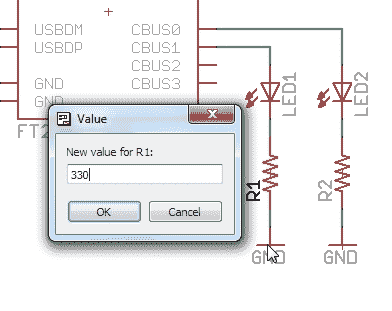 USBDM
USBDP
GND
GND
CBUS0
CBUS1
CBUS2
CBUS3
FT2
LED1
LED2
R1
R2
GND
GND
Value
New value for R1:
330
OK
Cancel